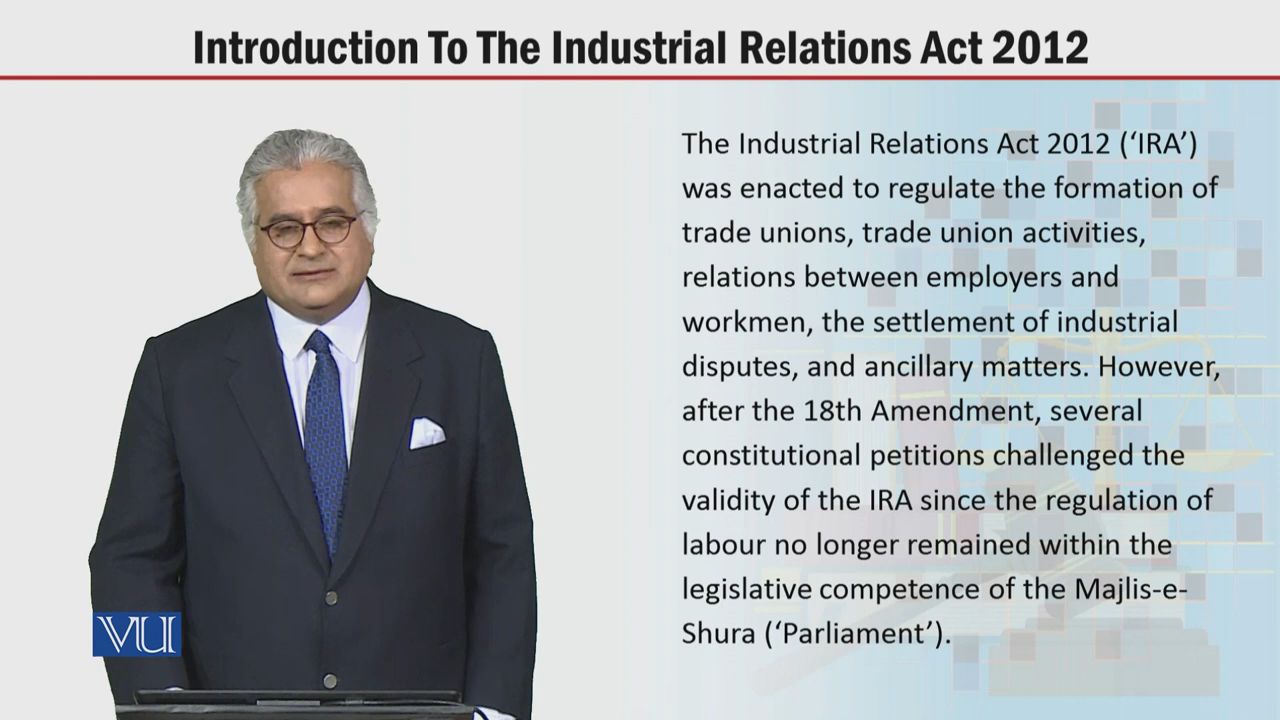 Introduction To The Industrial Relations Act 2012
The Industrial Relations Act 2012 (‘IRA’)
was enacted to regulate the formation of
trade unions, trade union activities,
relations between employers and
workmen, the settlement of industrial
disputes, and ancillary matters. However,
after the 18th Amendment, several
constitutional petitions challenged the
validity of the IRA since the regulation of
labour no longer remained within the
legislative competence of the Majlis-e-
Shura (‘Parliament’).
VU